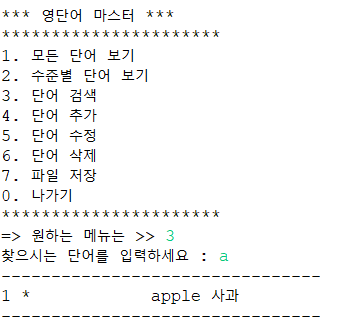 *** 영단어 마스터 ***
**********************
1. 모든 단어 보기
2. 수준별 단어 보기
3. 단어 검색
4. 단어 추가
5. 단어 수정
6. 단어 삭제
7. 파일 저장
0. 나가기
**********************
=> 원하는 메뉴는 >> 3
찾으시는 단어를 입력하세요 : a
--------------------------------
1 *            apple 사과
--------------------------------